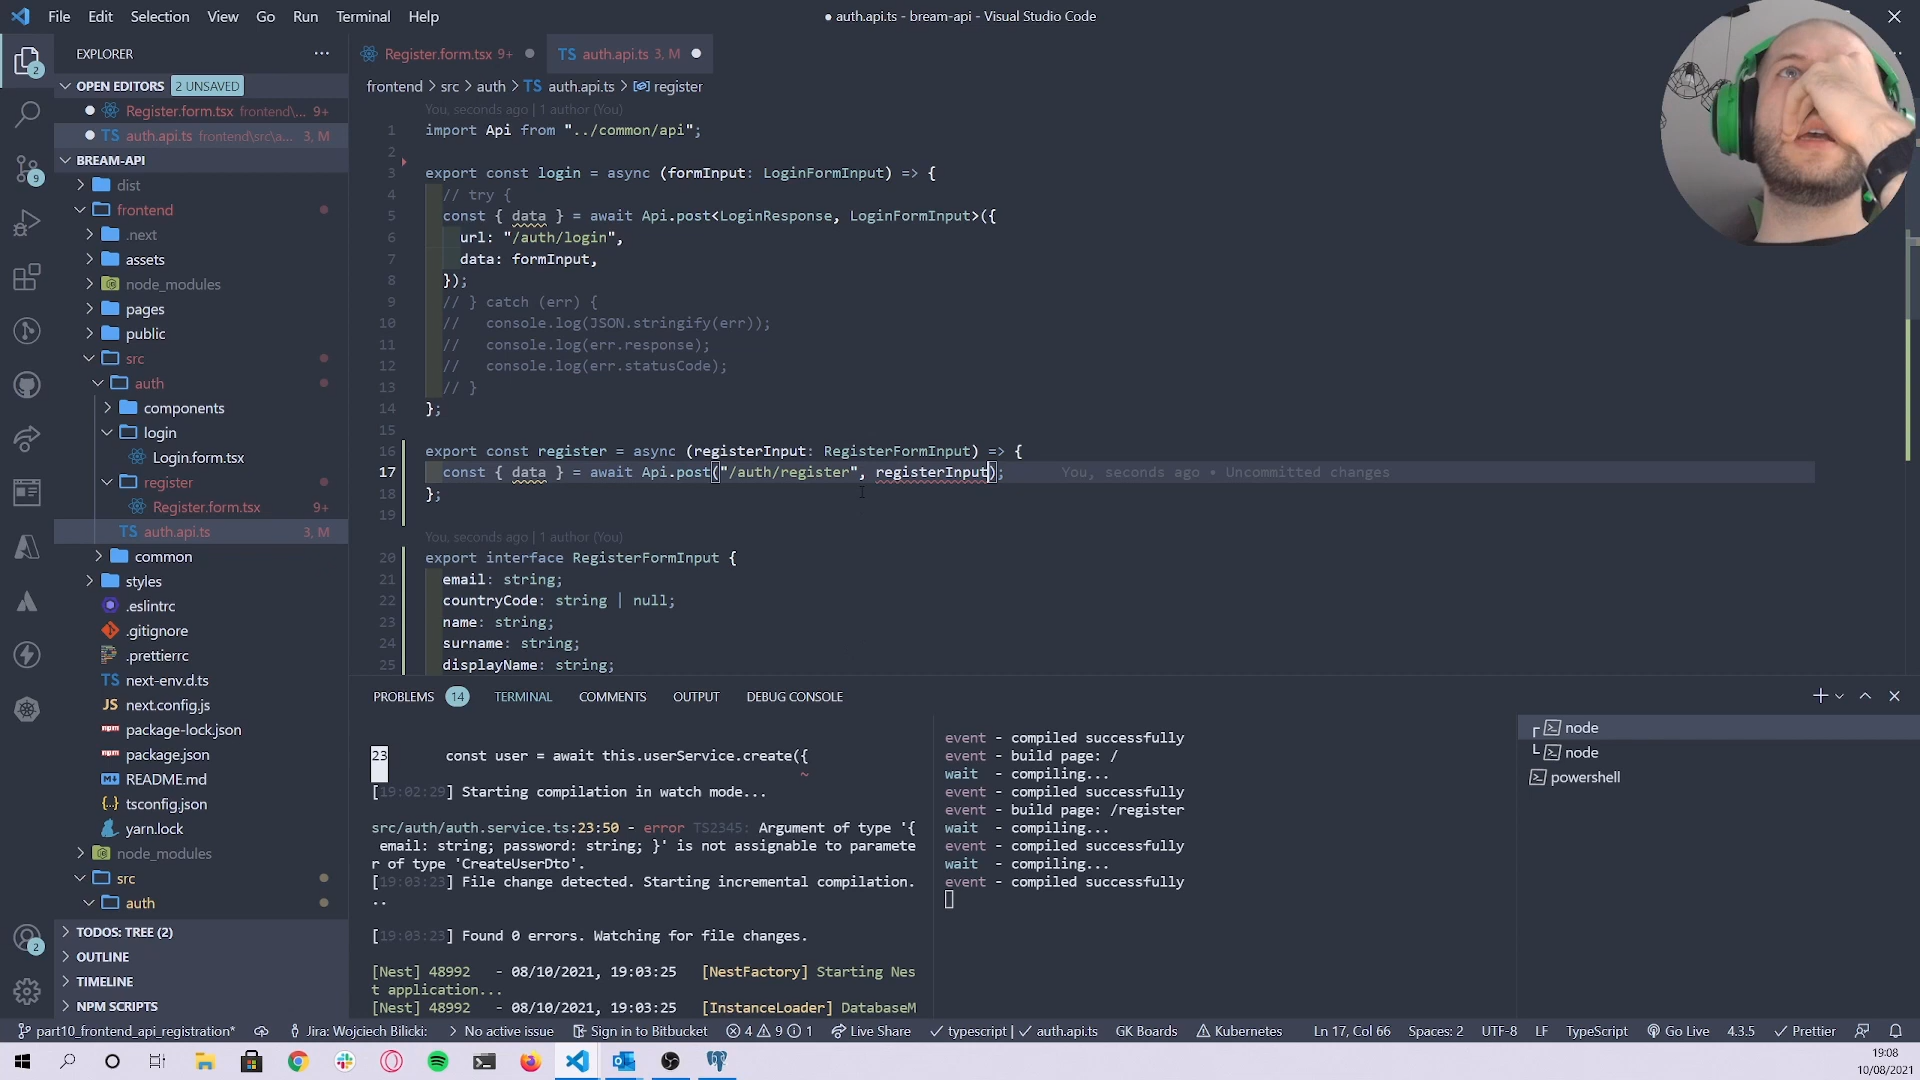 File Edit Selection View Go Run Terminal Help
● auth.api.ts - bream-api - Visual Studio Code
EXPLORER
OPEN EDITORS 2 UNSAVED
Register.form.tsx frontend\... 9+
TS auth.api.ts frontend\src\a... 3, M
BREAM-API
dist
frontend
.next
assets
node_modules
pages
public
src
auth
components
login
Login.form.tsx
register
Register.form.tsx 9+
TS auth.api.ts 3, M
common
styles
.eslintrc
.gitignore
.prettierrc
TS next-env.d.ts
JS next.config.js
package-lock.json
package.json
README.md
tsconfig.json
yarn.lock
node_modules
src
auth
TODOS: TREE (2)
OUTLINE
TIMELINE
NPM SCRIPTS
Register.form.tsx 9+
TS auth.api.ts 3, M
frontend > src > auth > TS auth.api.ts > register
You, seconds ago | 1 author (You)
1 import Api from "../common/api";
2
3 export const login = async (formInput: LoginFormInput) => {
4 // try {
5 const { data } = await Api.post<LoginResponse, LoginFormInput>({
6 url: "/auth/login",
7 data: formInput,
8 });
9 // } catch (err) {
10 // console.log(JSON.stringify(err));
11 // console.log(err.response);
12 // console.log(err.statusCode);
13 // }
14 };
15
16 export const register = async (registerInput: RegisterFormInput) => {
17 const { data } = await Api.post("/auth/register", registerInput); You, seconds ago • Uncommitted changes
18 };
19
You, seconds ago | 1 author (You)
20 export interface RegisterFormInput {
21 email: string;
22 countryCode: string | null;
23 name: string;
24 surname: string;
25 displayName: string;
PROBLEMS 14 TERMINAL COMMENTS OUTPUT DEBUG CONSOLE
23 const user = await this.userService.create({
~
[19:02:29] Starting compilation in watch mode...
src/auth/auth.service.ts:23:50 - error TS2345: Argument of type '{
email: string; password: string; }' is not assignable to paramete
r of type 'CreateUserDto'.
[19:03:23] File change detected. Starting incremental compilation.
..
[19:03:23] Found 0 errors. Watching for file changes.
[Nest] 48992 - 08/10/2021, 19:03:25 [NestFactory] Starting Nes
t application...
[Nest] 48992 - 08/10/2021, 19:03:25 [InstanceLoader] DatabaseM
event - compiled successfully
event - build page: /
wait - compiling...
event - compiled successfully
event - build page: /register
wait - compiling...
event - compiled successfully
wait - compiling...
event - compiled successfully
node
node
powershell
2
9
2
part10_frontend_api_registration* Jira: Wojciech Bilicki: No active issue Sign in to Bitbucket 4 9 1 Live Share typescript | auth.api.ts GK Boards Kubernetes Ln 17, Col 66 Spaces: 2 UTF-8 LF TypeScript Go Live 4.3.5 Prettier
19:08
10/08/2021